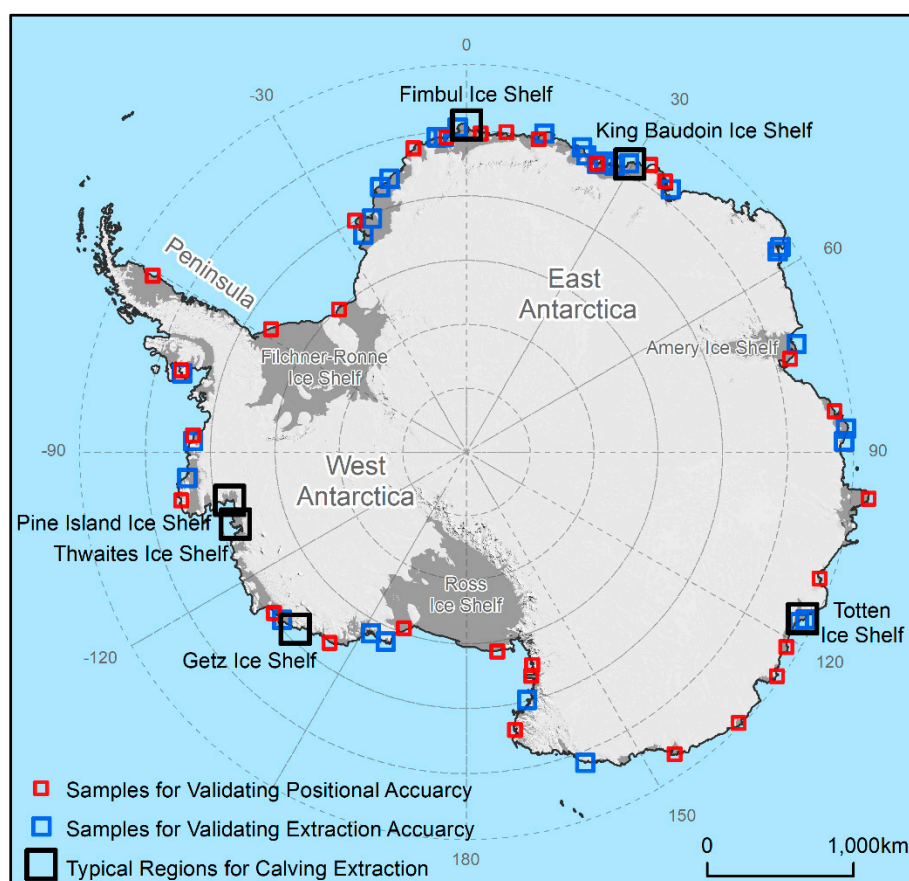 0
-30
Fimbul Ice Shelf
30
King Baudoin Ice Shelf
60
Peninsula
East
Antarctica
Filchner-Ronne
Ice Shelf
Amery Ice Shelf
-90
90
West
Antarctica
Pine Island Ice Shelf
Thwaites Ice Shelf
Ross
Ice Shelf
Totten
Ice Shelf
-120
Getz Ice Shelf
120
Samples for Validating Positional Accuarcy
Samples for Validating Extraction Accuarcy
Typical Regions for Calving Extraction
150
180
0
1,000km